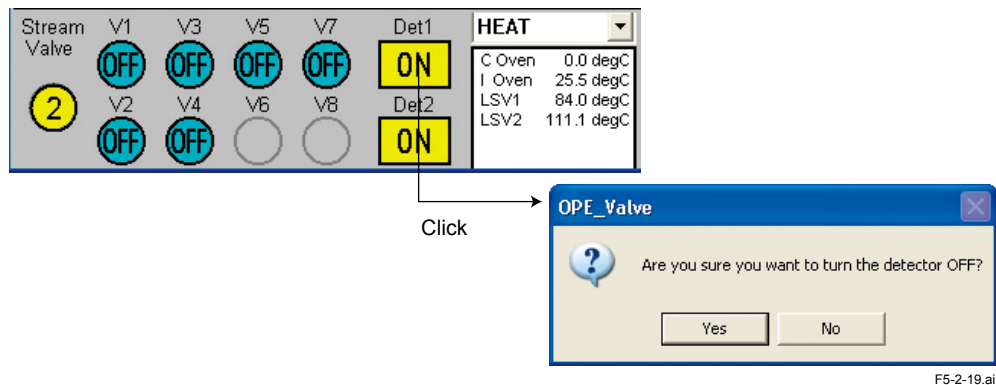 Stream V1 V3 V5 V7 Det1 HEAT
Valve
OFF OFF OFF OFF ON
C Oven 0.0 degC
I Oven 25.5 degC
LSV1 84.0 degC
LSV2 111.1 degC
2 V2 V4 V6 V8 Det2
OFF OFF ON
Click
OPE_Valve
Are you sure you want to turn the detector OFF?
Yes No
F5-2-19.ai